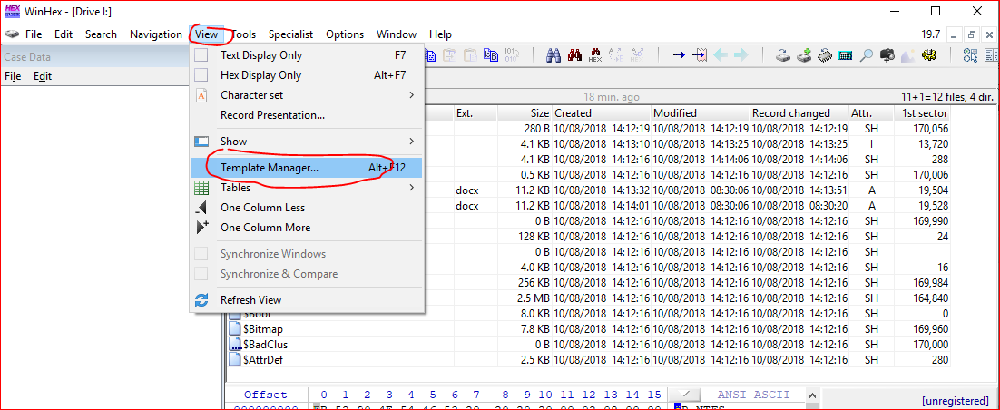 WinHex - [Drive I:]
File Edit Search Navigation View Tools Specialist Options Window Help 19.7
Case Data
File Edit
Text Display Only F7
Hex Display Only Alt+F7
Character set
Record Presentation...
Show
Template Manager... Alt+F12
Tables
One Column Less
One Column More
Synchronize Windows
Synchronize & Compare
Refresh View
18 min. ago 11+1=12 files, 4 dir.
Ext. Size Created Modified Record changed Attr. 1st sector
280 B 10/08/2018 14:12:19 10/08/2018 14:12:19 10/08/2018 14:12:19 SH 170,056
4.1 KB 10/08/2018 14:13:10 10/08/2018 14:13:25 10/08/2018 14:13:25 I 13,720
4.1 KB 10/08/2018 14:12:16 10/08/2018 14:14:06 10/08/2018 14:14:06 SH 288
0.5 KB 10/08/2018 14:12:16 10/08/2018 14:12:16 10/08/2018 14:12:16 SH 170,006
docx 11.2 KB 10/08/2018 14:13:32 10/08/2018 08:30:06 10/08/2018 14:13:51 A 19,504
docx 11.2 KB 10/08/2018 14:14:01 10/08/2018 08:30:06 10/08/2018 08:30:20 A 19,528
0 B 10/08/2018 14:12:16 10/08/2018 14:12:16 10/08/2018 14:12:16 SH 169,990
128 KB 10/08/2018 14:12:16 10/08/2018 14:12:16 10/08/2018 14:12:16 SH 24
0 B 10/08/2018 14:12:16 10/08/2018 14:12:16 10/08/2018 14:12:16 SH
4.0 KB 10/08/2018 14:12:16 10/08/2018 14:12:16 10/08/2018 14:12:16 SH 16
256 KB 10/08/2018 14:12:16 10/08/2018 14:12:16 10/08/2018 14:12:16 SH 169,984
2.5 MB 10/08/2018 14:12:16 10/08/2018 14:12:16 10/08/2018 14:12:16 SH 164,840
$Boot 8.0 KB 10/08/2018 14:12:16 10/08/2018 14:12:16 10/08/2018 14:12:16 SH 0
$Bitmap 7.8 KB 10/08/2018 14:12:16 10/08/2018 14:12:16 10/08/2018 14:12:16 SH 169,960
$BadClus 0 B 10/08/2018 14:12:16 10/08/2018 14:12:16 10/08/2018 14:12:16 SH 170,000
$AttrDef 2.5 KB 10/08/2018 14:12:16 10/08/2018 14:12:16 10/08/2018 14:12:16 SH 280
Offset 0 1 2 3 4 5 6 7 8 9 10 11 12 13 14 15 ANSI ASCII
[unregistered]